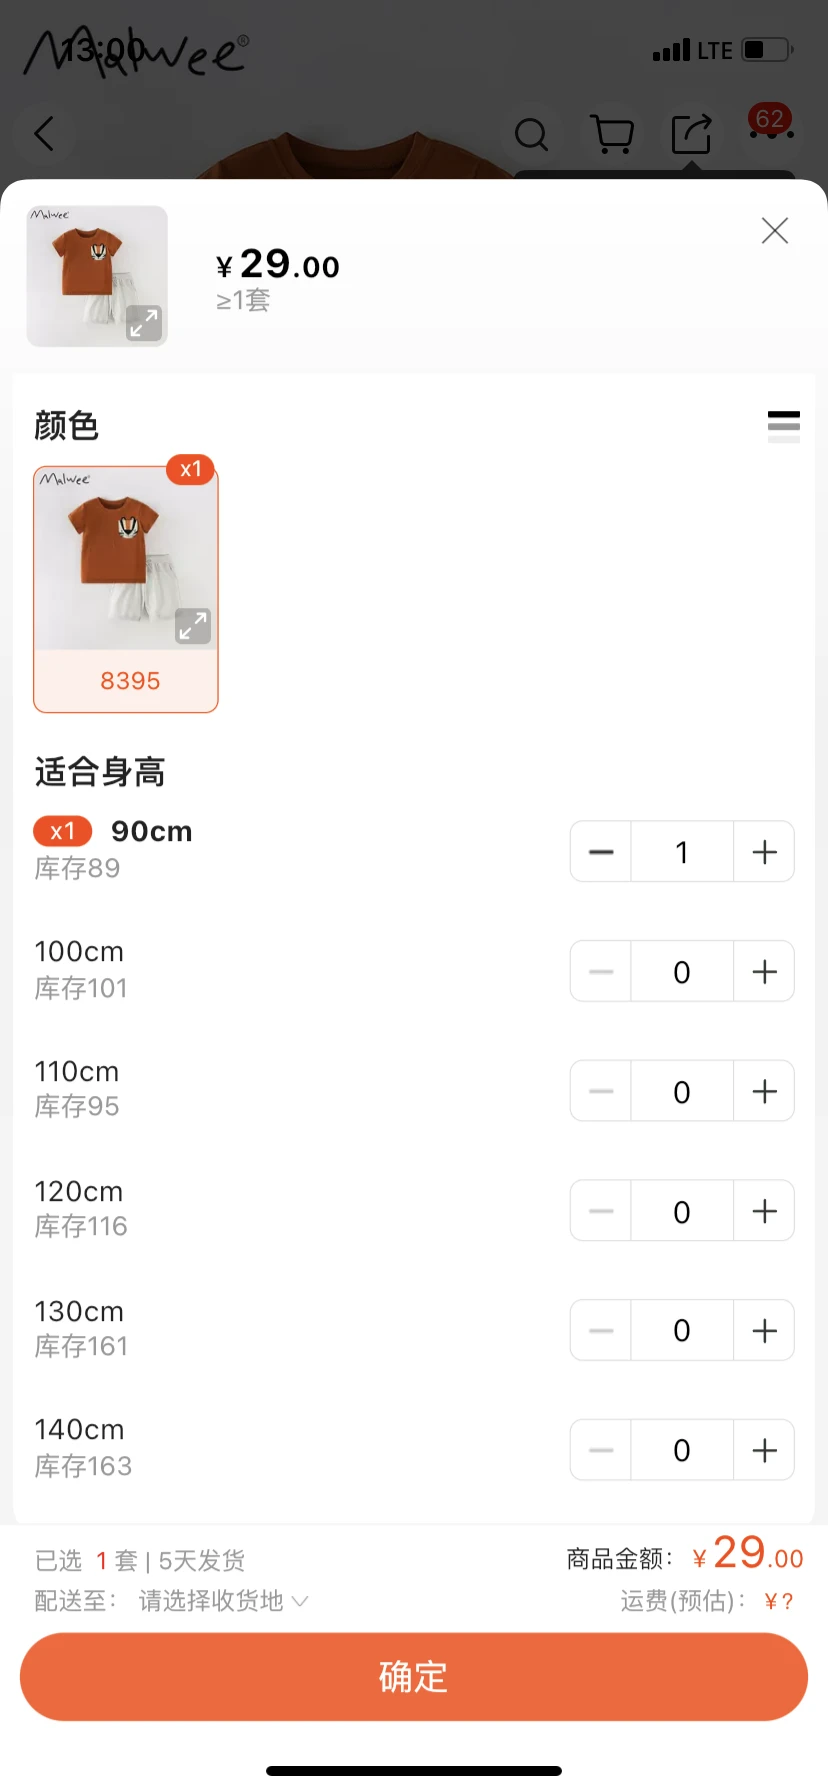 Malwee®
13:00
LTE
62
Malwee
¥29.00
≥1套
颜色
x1
Malwee
8395
适合身高
x1 90cm
库存89
1
100cm
库存101
0
110cm
库存95
0
120cm
库存116
0
130cm
库存161
0
140cm
库存163
0
已选 1 套 | 5天发货
商品金额： ¥29.00
配送至： 请选择收货地
运费(预估)： ¥?
确定